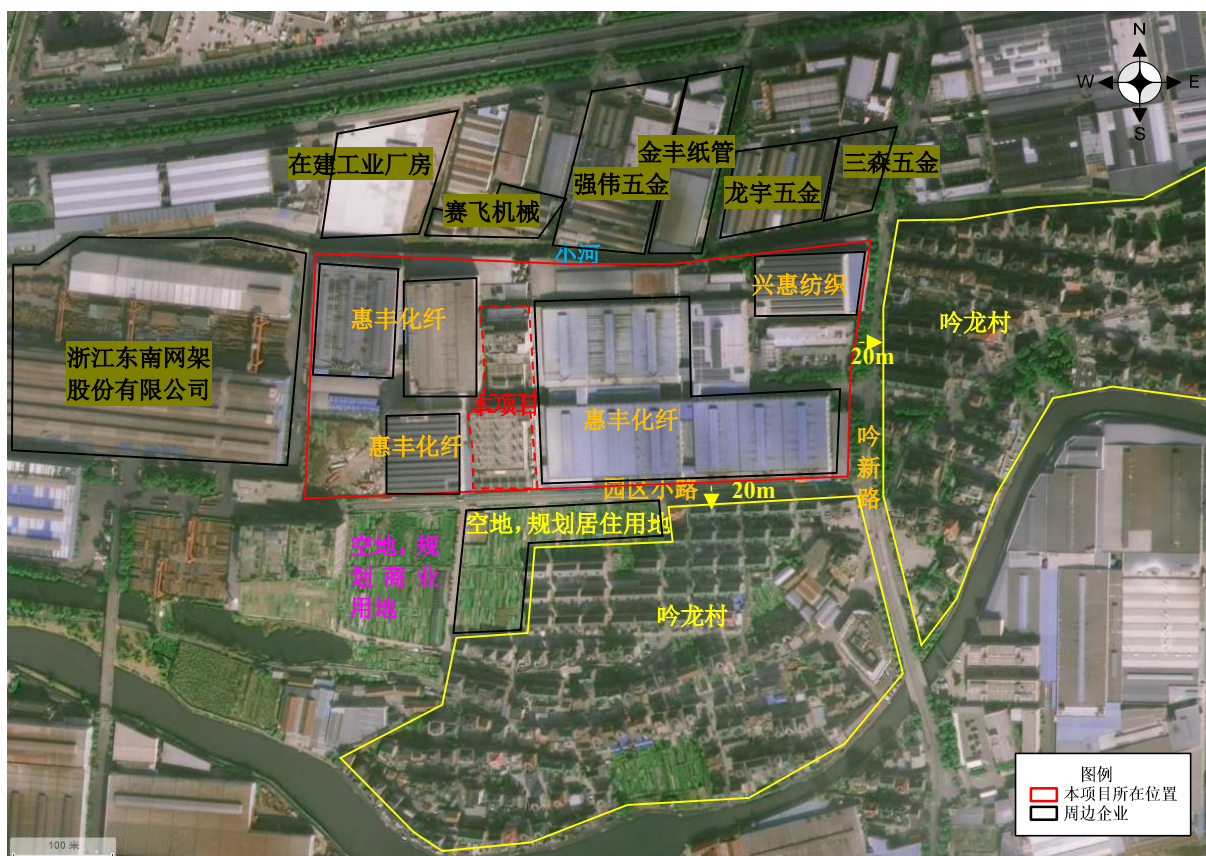 N
W
E
S
在建工业厂房
赛飞机械
强伟五金
金丰纸管
龙宇五金
三森五金
小河
兴惠纺织
惠丰化纤
吟龙村
浙江东南网架
股份有限公司
20m
本项目
惠丰化纤
惠丰化纤
吟
新
路
园区小路
20m
空地，规划居住用地
空地，规
划商业
用地
吟龙村
图例
本项目所在位置
周边企业
100 米